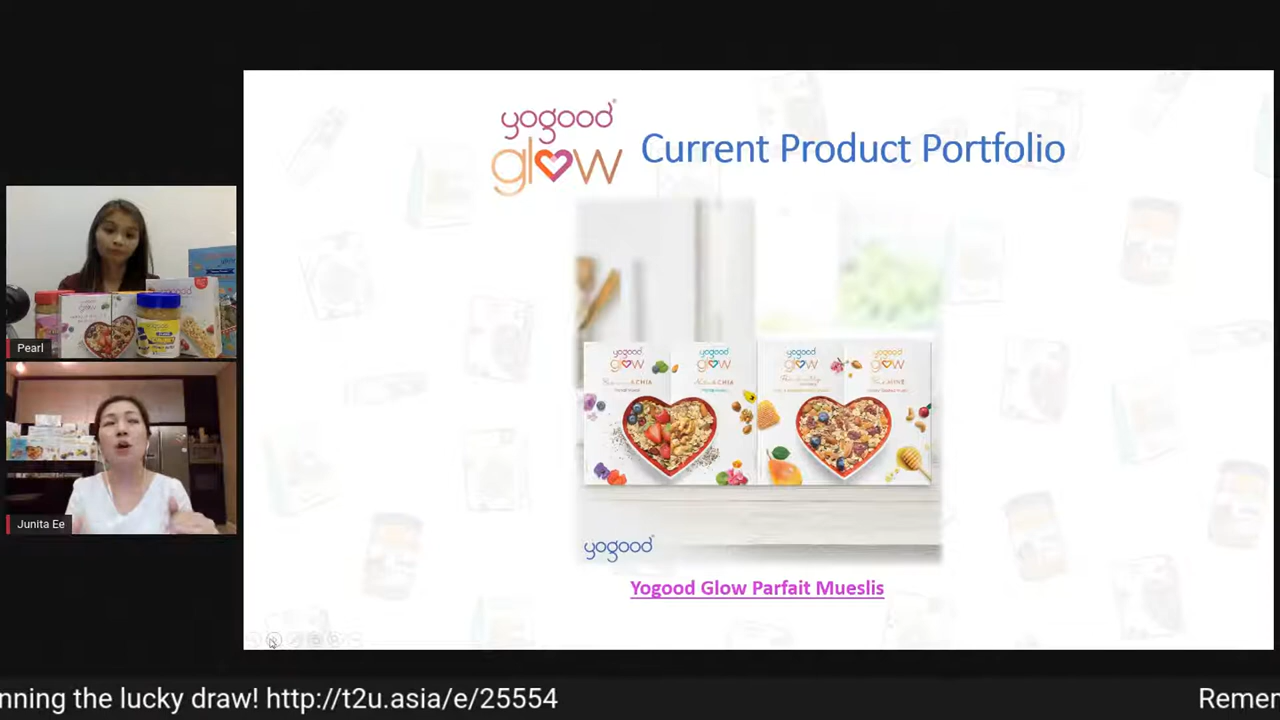 yogood
glow
Current Product Portfolio
Pearl
Junita Ee
yogood
glow
yogood
glow
yogood
glow
yogood
glow
yogood
Yogood Glow Parfait Mueslis
nning the lucky draw! http://t2u.asia/e/25554
Remem